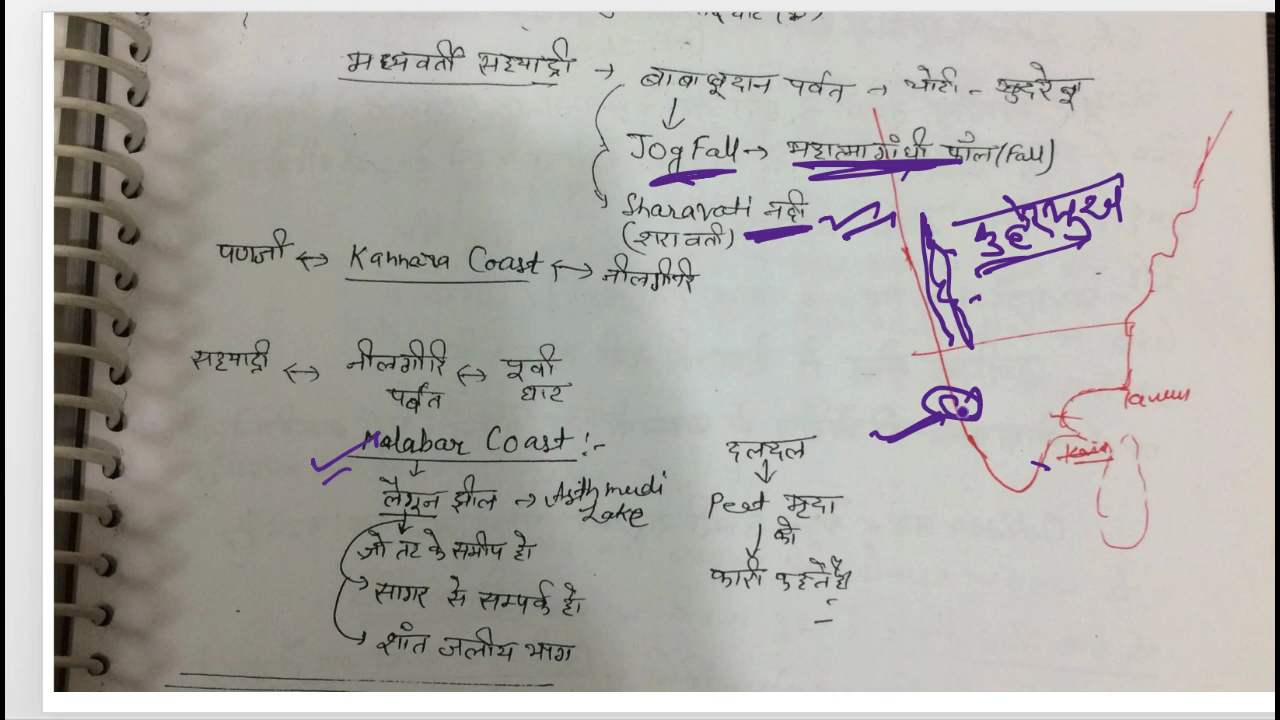 मध्यवर्ती सह्याद्री → बाबाबूदान पर्वत → चोटी -
↓
Jog Fall → महात्मागांधी फॉल (Fall)
Sharavati नदी
(शरावती)
पणजी ↔ Kannara Coast ↔ नीलगीरि
सह्याद्री ↔ नीलगीरि पर्वत ↔ पूर्वी घाट
Malabar Coast :-
↓
लैगून झील → Asthmudi Lake
जो तट के समीप हो
→ सागर से सम्पर्क हो
→ शांत जलीय भाग
दलदल
↓
Peat मृदा
↓ को
कारी कहते है